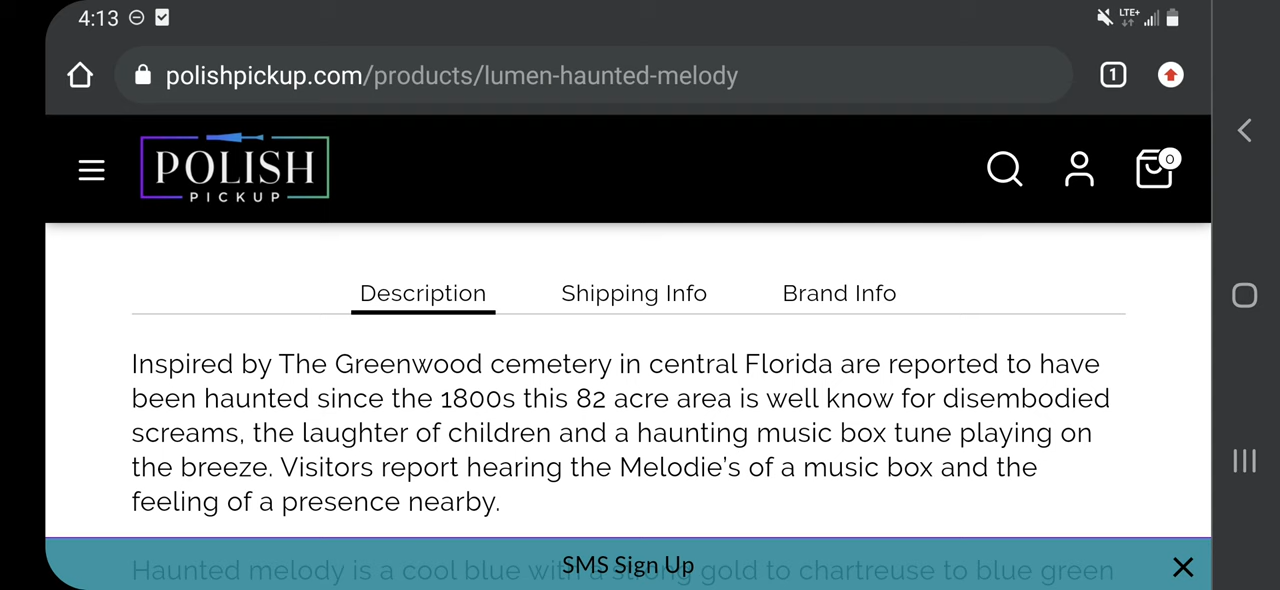 4:13
LTE+
polishpickup.com/products/lumen-haunted-melody
1
POLISH
PICKUP
0
Description Shipping Info Brand Info
Inspired by The Greenwood cemetery in central Florida are reported to have
been haunted since the 1800s this 82 acre area is well know for disembodied
screams, the laughter of children and a haunting music box tune playing on
the breeze. Visitors report hearing the Melodie's of a music box and the
feeling of a presence nearby.
SMS Sign Up
Haunted melody is a cool blue with a strong gold to chartreuse to blue green